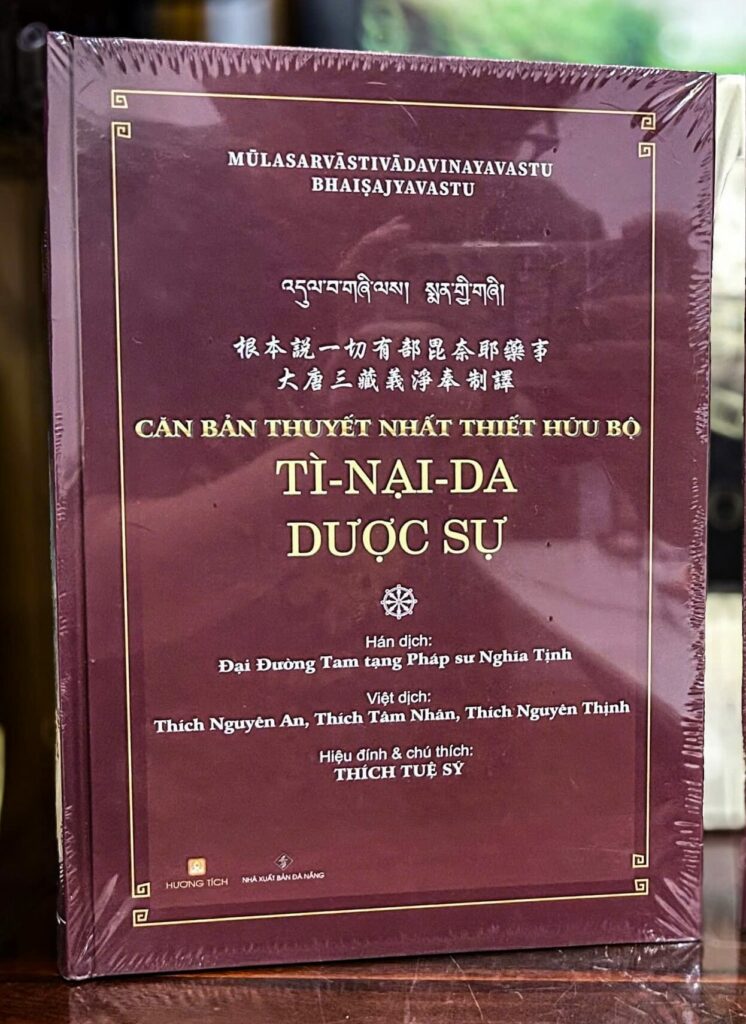 MŪLASARVĀSTIVĀDAVINAYAVASTU
BHAIṢAJYAVASTU
འདུལ་བ་གཞི་ལས། སྨན་གྱི་གཞི།
根本說一切有部毘奈耶藥事
大唐三藏義淨奉制譯
CĂN BẢN THUYẾT NHẤT THIẾT HỮU BỘ
TÌ-NẠI-DA
DƯỢC SỰ
Hán dịch:
Đại Đường Tam tạng Pháp sư Nghĩa Tịnh
Việt dịch:
Thích Nguyên An, Thích Tâm Nhãn, Thích Nguyên Thịnh
Hiệu đính & chú thích:
THÍCH TUỆ SỸ
HƯƠNG TÍCH
NHÀ XUẤT BẢN ĐÀ NẴNG